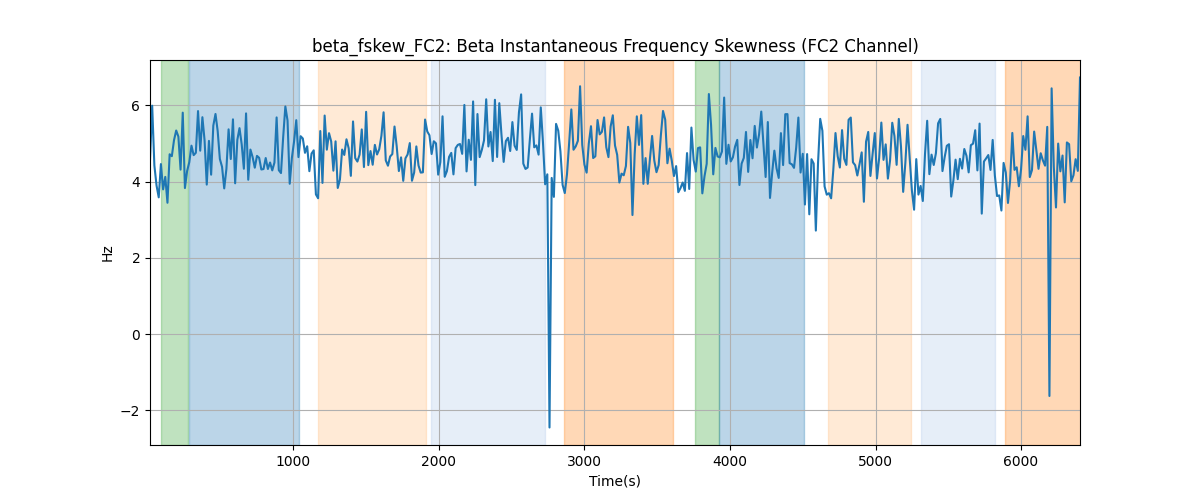 beta_fskew_FC2: Beta Instantaneous Frequency Skewness (FC2 Channel)
6
4
2
0
−2
Hz
1000 2000 3000 4000 5000 6000
Time(s)